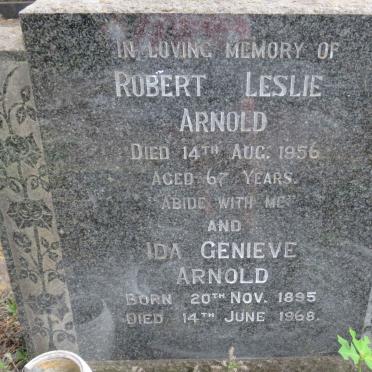 IN LOVING MEMORY OF
ROBERT LESLIE
ARNOLD
DIED 14TH AUG. 1956
AGED 67 YEARS.
"ABIDE WITH ME"
AND
IDA GENIEVE
ARNOLD
BORN 20TH NOV. 1895
DIED 14TH JUNE 1968.